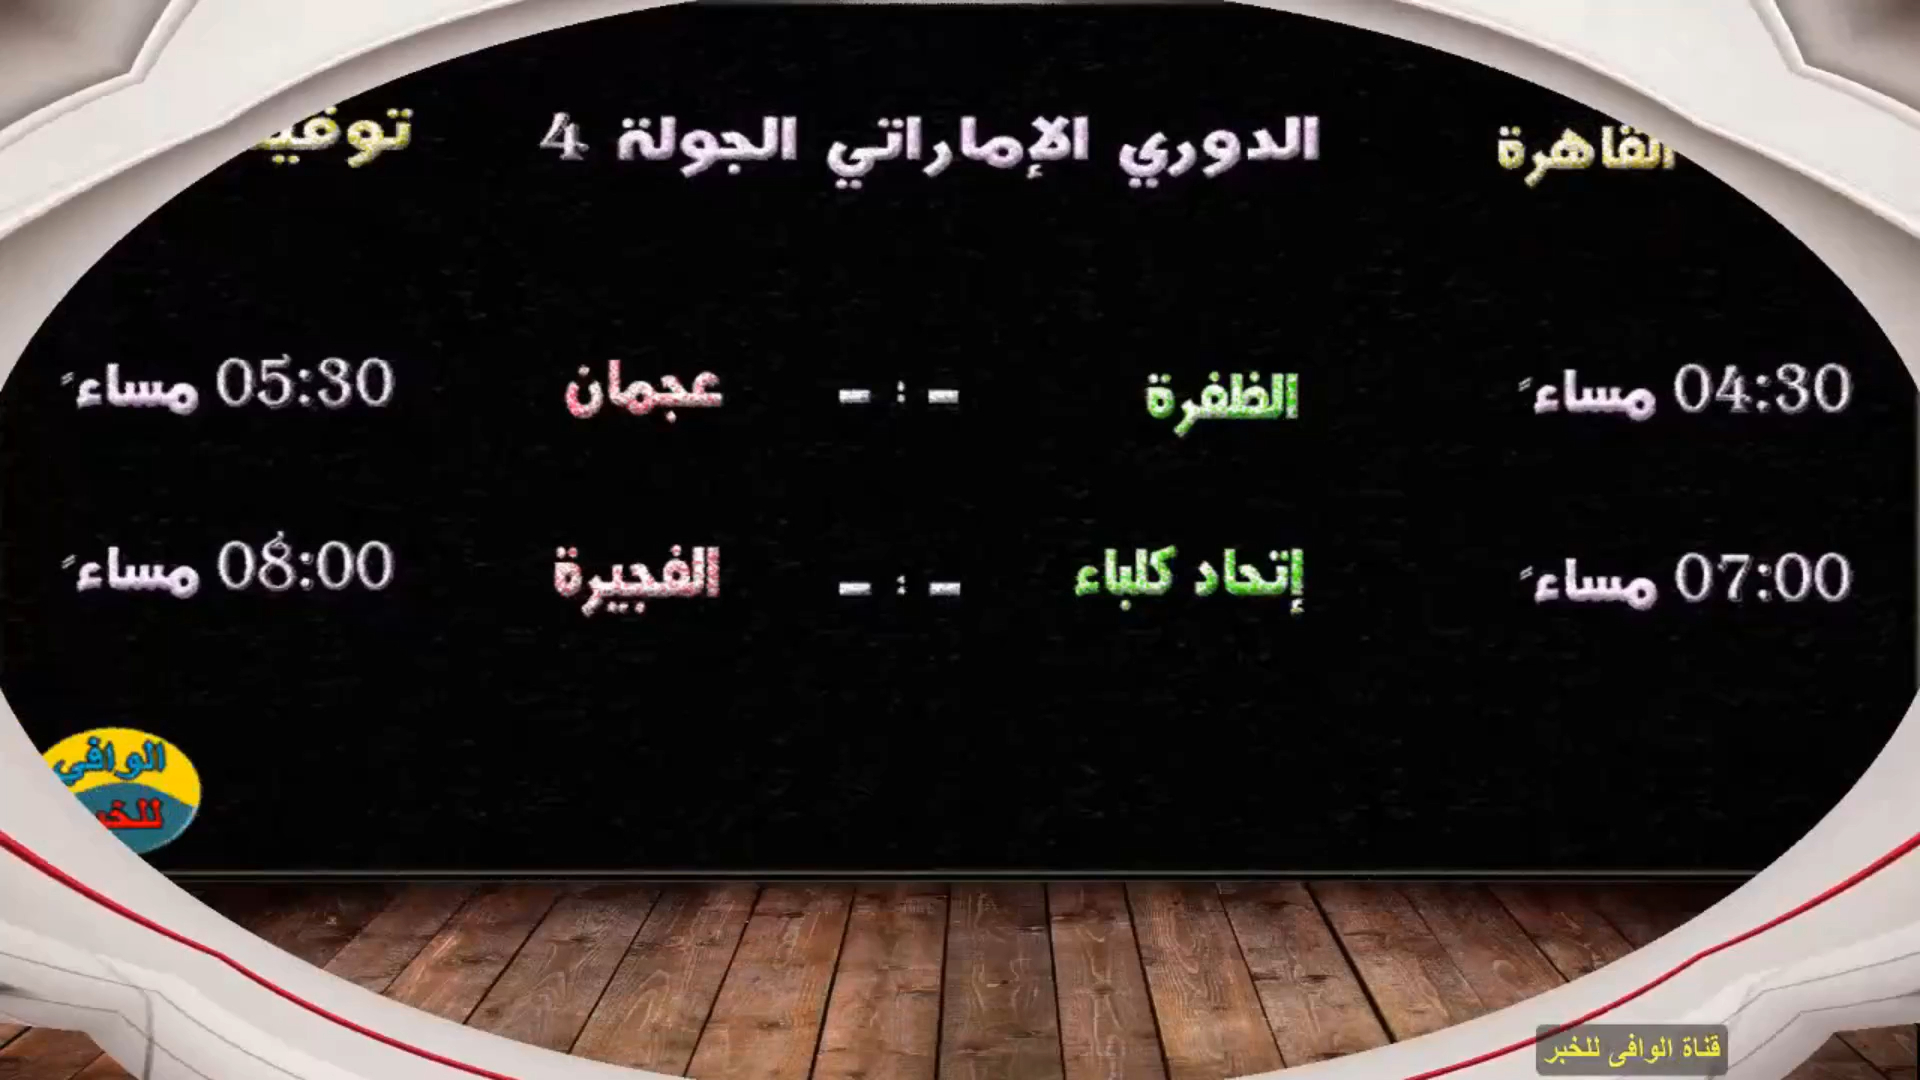 القاهرة الدوري الإماراتي الجولة 4
04:30 مساءً الظفرة - : - عجمان 05:30 مساءً
07:00 مساءً إتحاد كلباء - : - الفجيرة 08:00 مساءً
الوافي
قناة الوافى للخبر